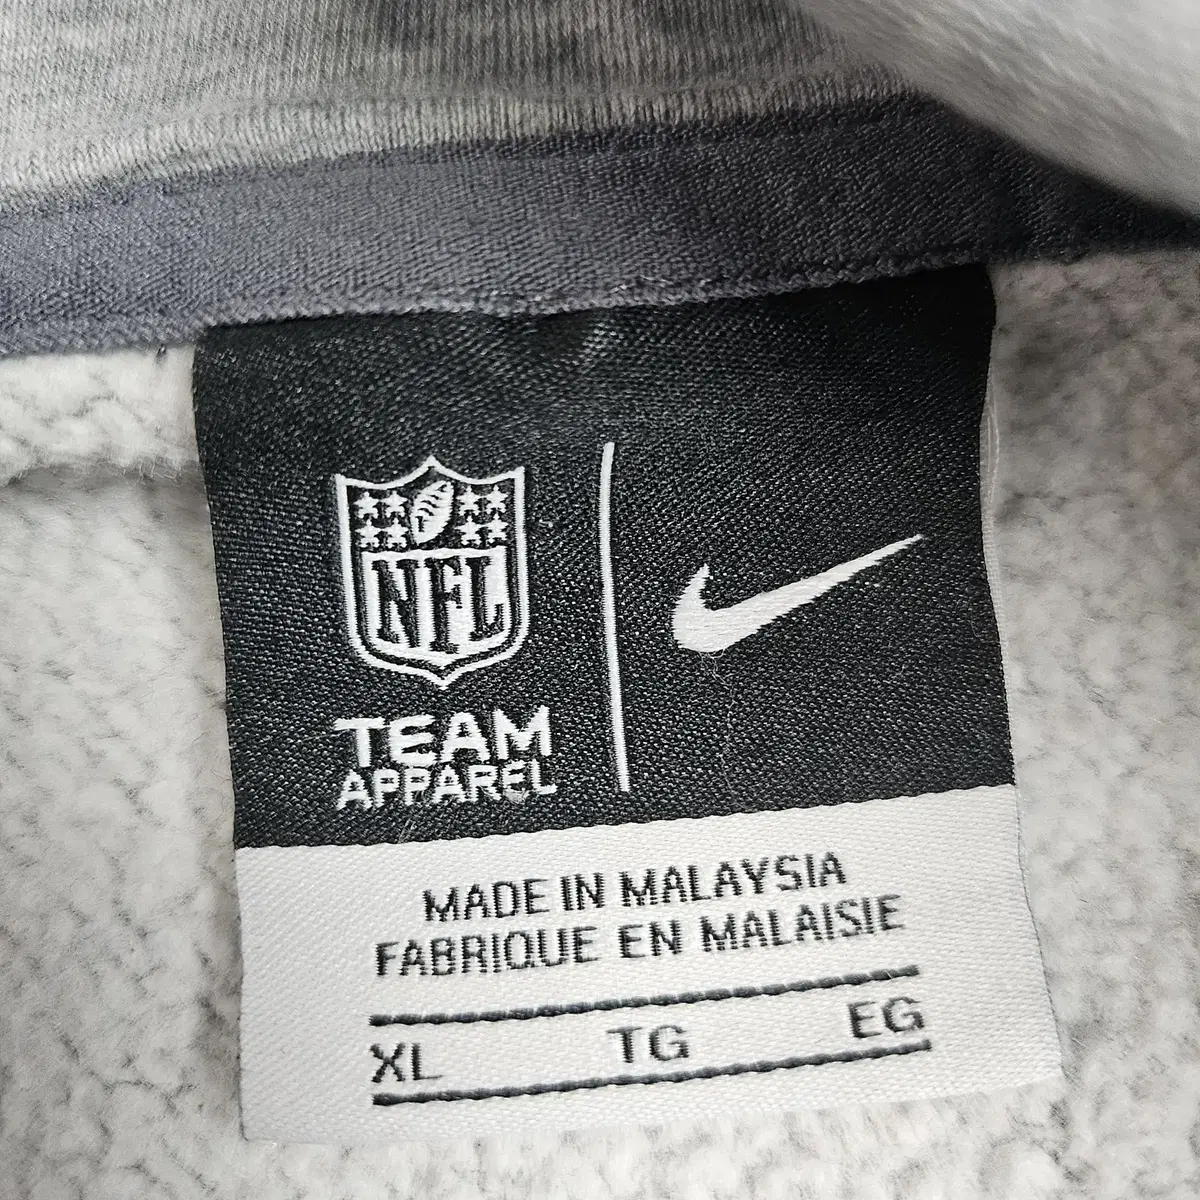 NFL
TEAM
APPAREL
MADE IN MALAYSIA
FABRIQUE EN MALAISIE
XL TG EG